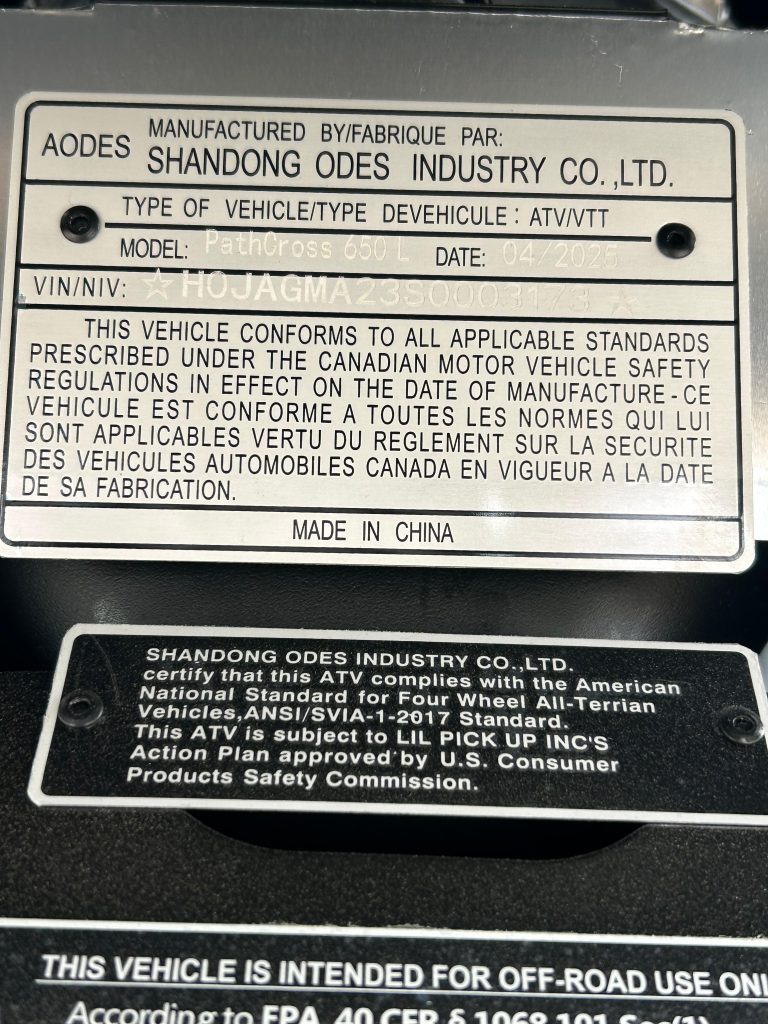 AODES
MANUFACTURED BY/FABRIQUE PAR:
SHANDONG ODES INDUSTRY CO.,LTD.
TYPE OF VEHICLE/TYPE DEVEHICULE: ATV/VTT
MODEL: PathCross 650 L DATE: 04/2025
VIN/NIV: ☆H0JAGMA23S0003173☆
THIS VEHICLE CONFORMS TO ALL APPLICABLE STANDARDS
PRESCRIBED UNDER THE CANADIAN MOTOR VEHICLE SAFETY
REGULATIONS IN EFFECT ON THE DATE OF MANUFACTURE-CE
VEHICULE EST CONFORME A TOUTES LES NORMES QUI LUI
SONT APPLICABLES VERTU DU REGLEMENT SUR LA SECURITE
DES VEHICULES AUTOMOBILES CANADA EN VIGUEUR A LA DATE
DE SA FABRICATION.
MADE IN CHINA
SHANDONG ODES INDUSTRY CO.,LTD.
certify that this ATV complies with the American
National Standard for Four Wheel All-Terrian
Vehicles,ANSI/SVIA-1-2017 Standard.
This ATV is subject to LIL PICK UP INC'S
Action Plan approved by U.S. Consumer
Products Safety Commission.
THIS VEHICLE IS INTENDED FOR OFF-ROAD USE
According to EPA 40 CFR § 1068.101